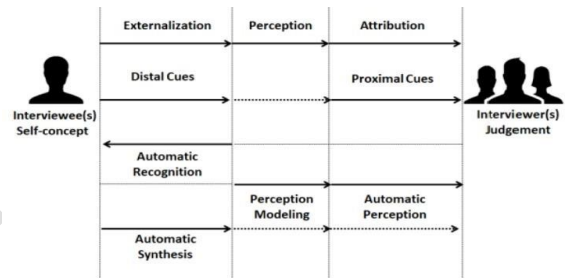 Externalization Perception Attribution
Distal Cues Proximal Cues
Interviewee(s)
Self-concept
Interviewer(s)
Judgement
Automatic
Recognition
Perception
Modeling
Automatic
Perception
Automatic
Synthesis